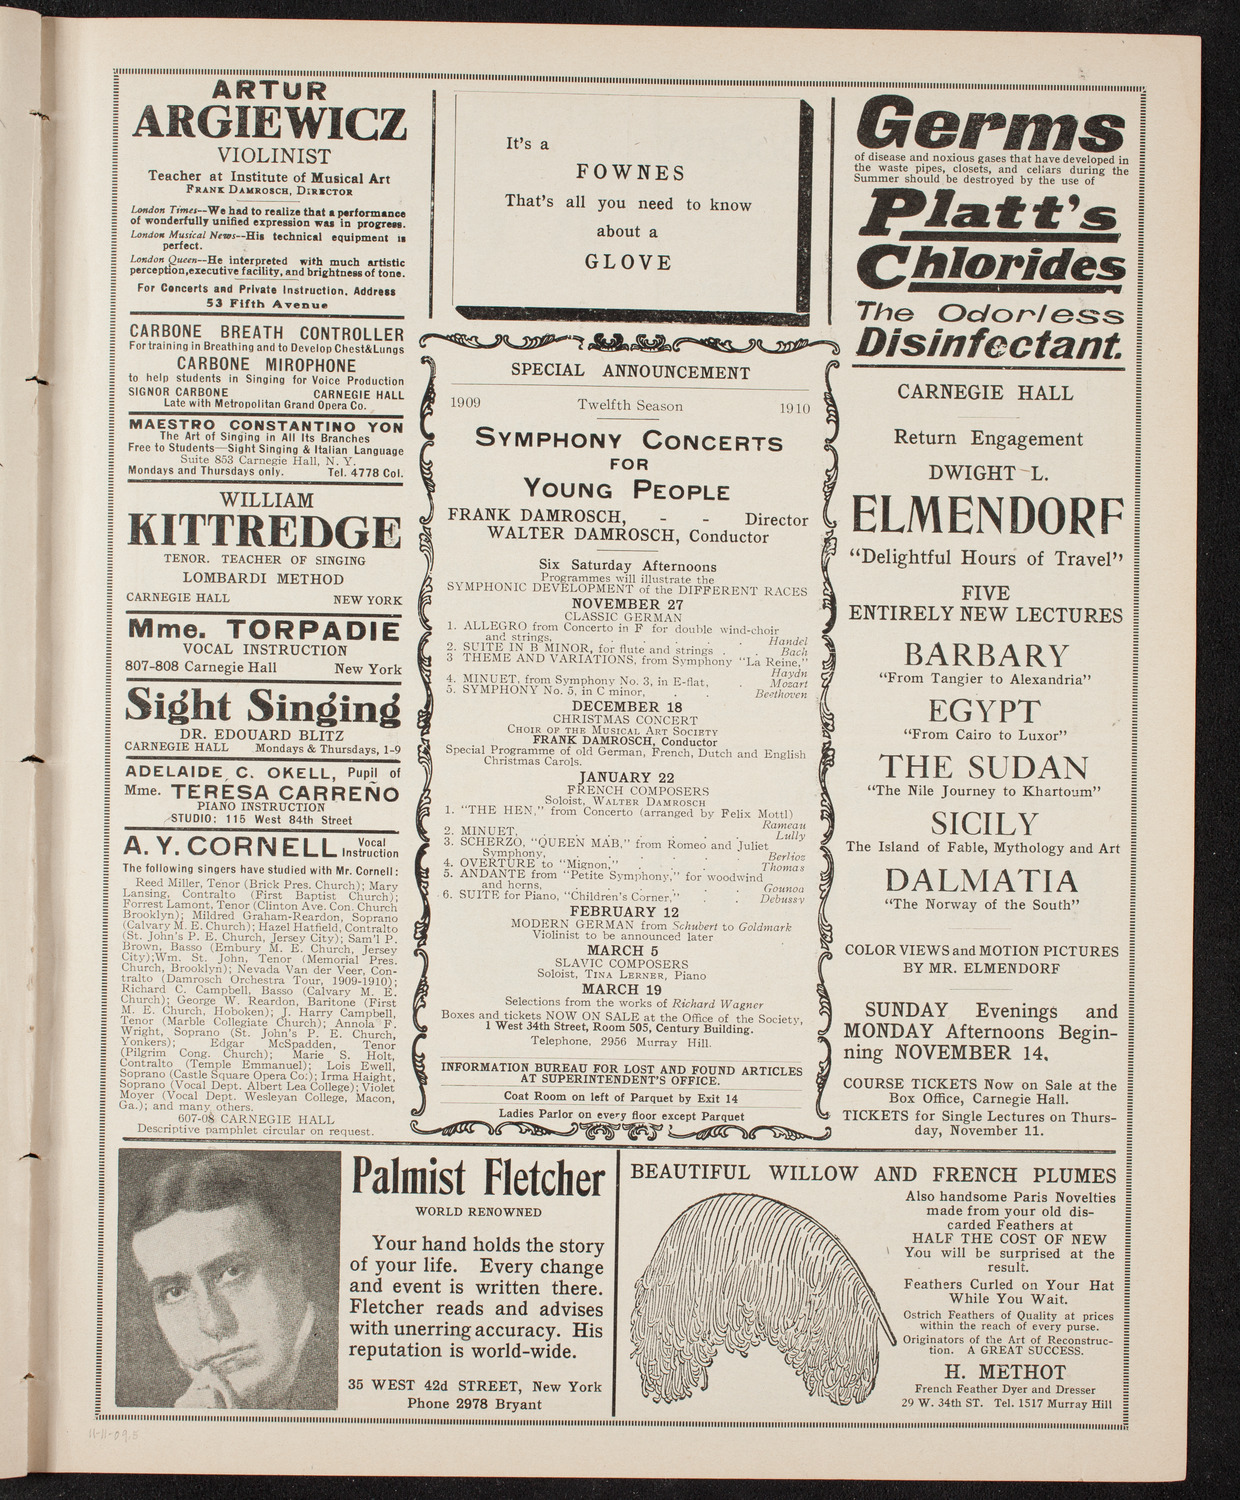 ARTUR
ARGIEWICZ
VIOLINIST
Teacher at Institute of Musical Art
FRANK DAMROSCH, DIRECTOR
London Times--We had to realize that a performance
of wonderfully unified expression was in progress.
London Musical News--His technical equipment is
perfect.
London Queen--He interpreted with much artistic
perception, executive facility, and brightness of tone.
For Concerts and Private Instruction, Address
53 Fifth Avenue
CARBONE BREATH CONTROLLER
For training in Breathing and to Develop Chest & Lungs
CARBONE MIROPHONE
to help students in Singing for Voice Production
SIGNOR CARBONE CARNEGIE HALL
Late with Metropolitan Grand Opera Co.
MAESTRO CONSTANTINO YON
The Art of Singing in All Its Branches
Free to Students—Sight Singing & Italian Language
Suite 853 Carnegie Hall, N. Y.
Mondays and Thursdays only. Tel. 4778 Col.
WILLIAM
KITTREDGE
TENOR. TEACHER OF SINGING
LOMBARDI METHOD
CARNEGIE HALL NEW YORK
Mme. TORPADIE
VOCAL INSTRUCTION
807-808 Carnegie Hall New York
Sight Singing
DR. EDOUARD BLITZ
CARNEGIE HALL Mondays & Thursdays, 1-9
ADELAIDE C. OKELL, Pupil of
Mme. TERESA CARREÑO
PIANO INSTRUCTION
STUDIO: 115 West 84th Street
A. Y. CORNELL Vocal Instruction
The following singers have studied with Mr. Cornell:
Reed Miller, Tenor (Brick Pres. Church); Mary
Lansing, Contralto (First Baptist Church);
Forrest Lamont, Tenor (Clinton Ave. Con. Church
Brooklyn); Mildred Graham-Reardon, Soprano
(Calvary M. E. Church); Hazel Hatfield, Contralto
(St. John's P. E. Church, Jersey City); Sam'l P.
Brown, Basso (Embury M. E. Church, Jersey
City); Wm. St. John, Tenor (Memorial Pres.
Church, Brooklyn); Nevada Van der Veer, Con-
tralto (Damrosch Orchestra Tour, 1909-1910);
Richard C. Campbell, Basso (Calvary M. E.
Church); George W. Reardon, Baritone (First
M. E. Church, Hoboken); J. Harry Campbell,
Tenor (Marble Collegiate Church); Annola F.
Wright, Soprano (St. John's P. E. Church,
Yonkers); Edgar McSpadden, Tenor
(Pilgrim Cong. Church); Marie S. Holt,
Contralto (Temple Emmanuel); Lois Ewell,
Soprano (Castle Square Opera Co.); Irma Haight,
Soprano (Vocal Dept. Albert Lea College); Violet
Moyer (Vocal Dept. Wesleyan College, Macon,
Ga.); and many others.
607-08 CARNEGIE HALL
Descriptive pamphlet circular on request.
It's a
FOWNES
That's all you need to know
about a
GLOVE
SPECIAL ANNOUNCEMENT
1909 Twelfth Season 1910
SYMPHONY CONCERTS
FOR
YOUNG PEOPLE
FRANK DAMROSCH, - - Director
WALTER DAMROSCH, Conductor
Six Saturday Afternoons
Programmes will illustrate the
SYMPHONIC DEVELOPMENT of the DIFFERENT RACES
NOVEMBER 27
CLASSIC GERMAN
1. ALLEGRO from Concerto in F for double wind-choir
and strings, . . . . Handel
2. SUITE IN B MINOR, for flute and strings . . Bach
3 THEME AND VARIATIONS, from Symphony "La Reine,"
Haydn
4. MINUET, from Symphony No. 3, in E-flat, . Mozart
5. SYMPHONY No. 5, in C minor, . . Beethoven
DECEMBER 18
CHRISTMAS CONCERT
CHOIR OF THE MUSICAL ART SOCIETY
FRANK DAMROSCH, Conductor
Special Programme of old German, French, Dutch and English
Christmas Carols.
JANUARY 22
FRENCH COMPOSERS
Soloist, WALTER DAMROSCH
1. "THE HEN," from Concerto (arranged by Felix Mottl)
Rameau
2. MINUET, . . . . . . Lully
3. SCHERZO, "QUEEN MAB," from Romeo and Juliet
Symphony, . . . . . Berlioz
4. OVERTURE to "Mignon," . . . . Thomas
5. ANDANTE from "Petite Symphony," for woodwind
and horns, . . . . . Gounod
6. SUITE for Piano, "Children's Corner," . . Debussy
FEBRUARY 12
MODERN GERMAN from Schubert to Goldmark
Violinist to be announced later
MARCH 5
SLAVIC COMPOSERS
Soloist, TINA LERNER, Piano
MARCH 19
Selections from the works of Richard Wagner
Boxes and tickets NOW ON SALE at the Office of the Society,
1 West 34th Street, Room 505, Century Building.
Telephone, 2956 Murray Hill.
INFORMATION BUREAU FOR LOST AND FOUND ARTICLES
AT SUPERINTENDENT'S OFFICE.
Coat Room on left of Parquet by Exit 14
Ladies Parlor on every floor except Parquet
Germs
of disease and noxious gases that have developed in
the waste pipes, closets, and cellars during the
Summer should be destroyed by the use of
Platt's
Chlorides
The Odorless
Disinfectant.
CARNEGIE HALL
Return Engagement
DWIGHT L.
ELMENDORF
"Delightful Hours of Travel"
FIVE
ENTIRELY NEW LECTURES
BARBARY
"From Tangier to Alexandria"
EGYPT
"From Cairo to Luxor"
THE SUDAN
"The Nile Journey to Khartoum"
SICILY
The Island of Fable, Mythology and Art
DALMATIA
"The Norway of the South"
COLOR VIEWS and MOTION PICTURES
BY MR. ELMENDORF
SUNDAY Evenings and
MONDAY Afternoons Begin-
ning NOVEMBER 14.
COURSE TICKETS Now on Sale at the
Box Office, Carnegie Hall.
TICKETS for Single Lectures on Thurs-
day, November 11.
Palmist Fletcher
WORLD RENOWNED
Your hand holds the story
of your life. Every change
and event is written there.
Fletcher reads and advises
with unerring accuracy. His
reputation is world-wide.
35 WEST 42d STREET, New York
Phone 2978 Bryant
BEAUTIFUL WILLOW AND FRENCH PLUMES
Also handsome Paris Novelties
made from your old dis-
carded Feathers at
HALF THE COST OF NEW
You will be surprised at the
result.
Feathers Curled on Your Hat
While You Wait.
Ostrich Feathers of Quality at prices
within the reach of every purse.
Originators of the Art of Reconstruc-
tion. A GREAT SUCCESS.
H. METHOT
French Feather Dyer and Dresser
29 W. 34th ST. Tel. 1517 Murray Hill